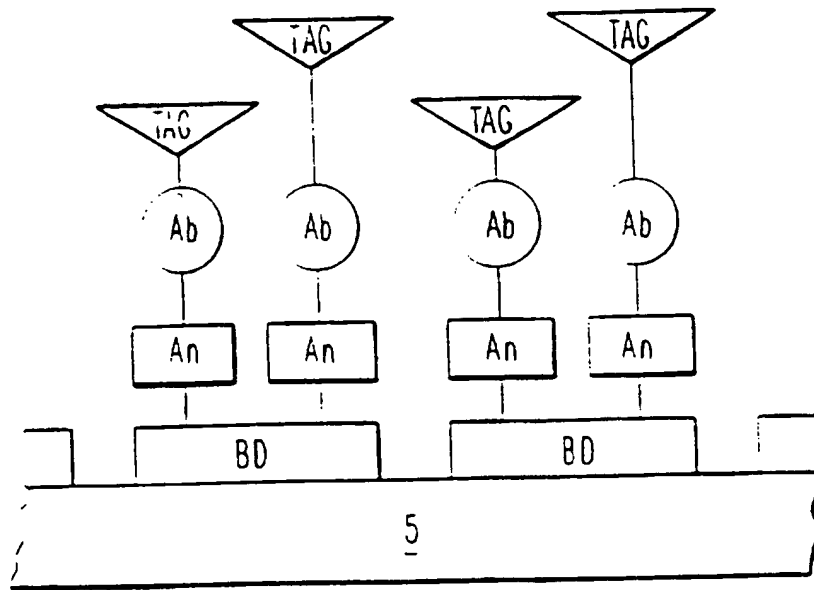 TAG TAG
TAG TAG
Ab Ab Ab Ab
An An An An
BD BD
5